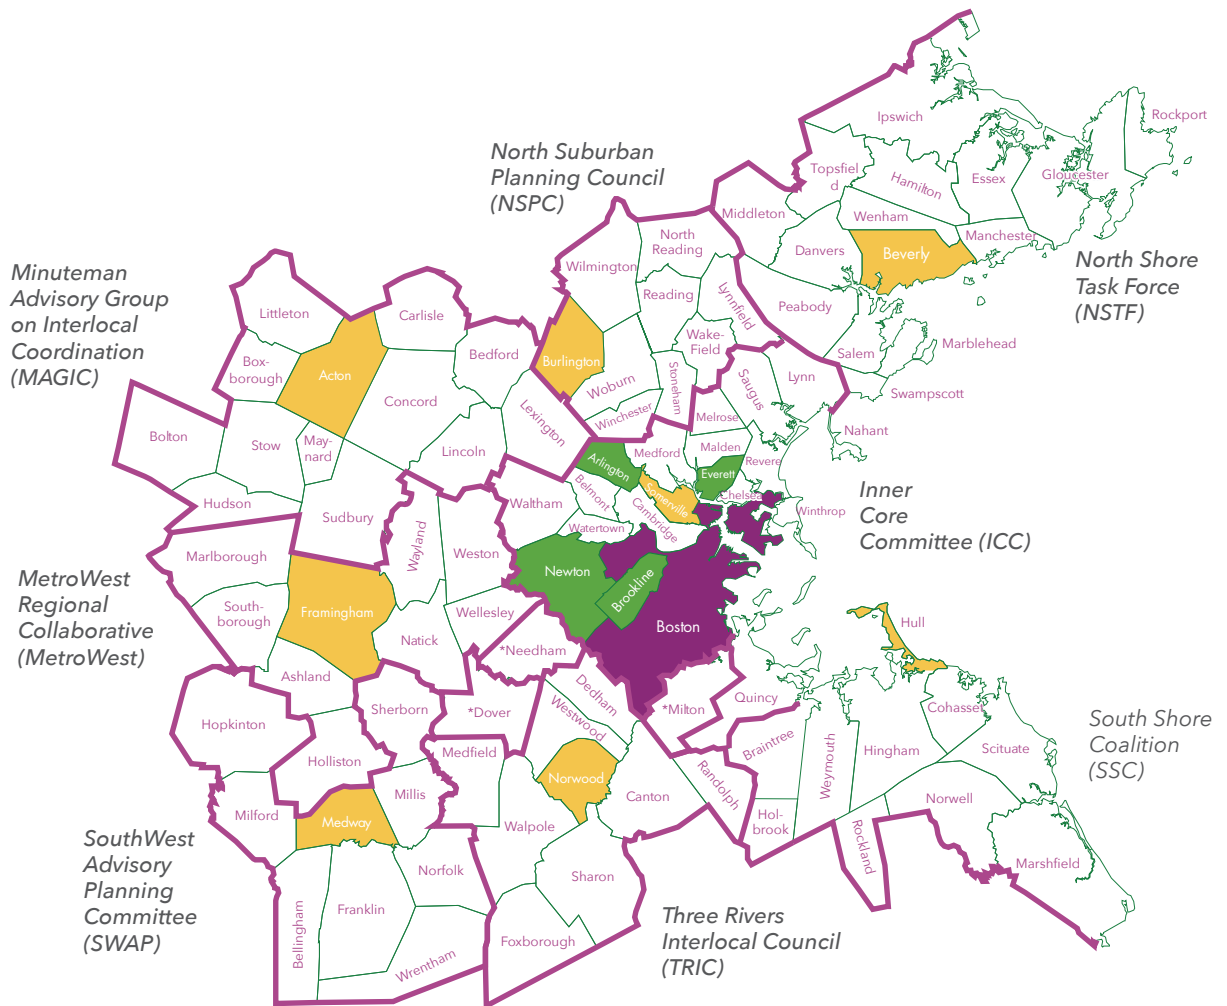 Ipswich
Rockport
North Suburban
Planning Council
(NSPC)
Topsfiel
d
Hamilton
Essex
Gloucester
Middleton
Wenham
North
Reading
Danvers
Manchester
Beverly
Wilmington
North Shore
Task Force
(NSTF)
Minuteman
Advisory Group
on Interlocal
Coordination
(MAGIC)
Reading
Lynnfield
Peabody
Littleton
Carlisle
Wake-
Field
Marblehead
Bedford
Box-
borough
Burlington
Salem
Acton
Stoneham
Saugus
Lynn
Woburn
Swampscott
Concord
Lexington
Winchester
Melrose
Nahant
Bolton
Stow
May-
nard
Lincoln
Medford
Malden
Arlington
Revere
Everett
Hudson
Belmont
Somerville
Chelsea
Inner
Core
Committee (ICC)
Waltham
Cambridge
Winthrop
Sudbury
Watertown
Wayland
Marlborough
Weston
Newton
Brookline
MetroWest
Regional
Collaborative
(MetroWest)
South-
borough
Framingham
Wellesley
Boston
Hull
Natick
*Needham
Ashland
Dedham
Quincy
Sherborn
*Dover
Westwood
*Milton
Cohasset
Hopkinton
South Shore
Coalition
(SSC)
Braintree
Weymouth
Hingham
Scituate
Medfield
Holliston
Norwood
Randolph
Millis
Canton
Norwell
Milford
Medway
Walpole
Hol-
brook
Rockland
SouthWest
Advisory
Planning
Committee
(SWAP)
Marshfield
Norfolk
Sharon
Franklin
Three Rivers
Interlocal Council
(TRIC)
Bellingham
Foxborough
Wrentham